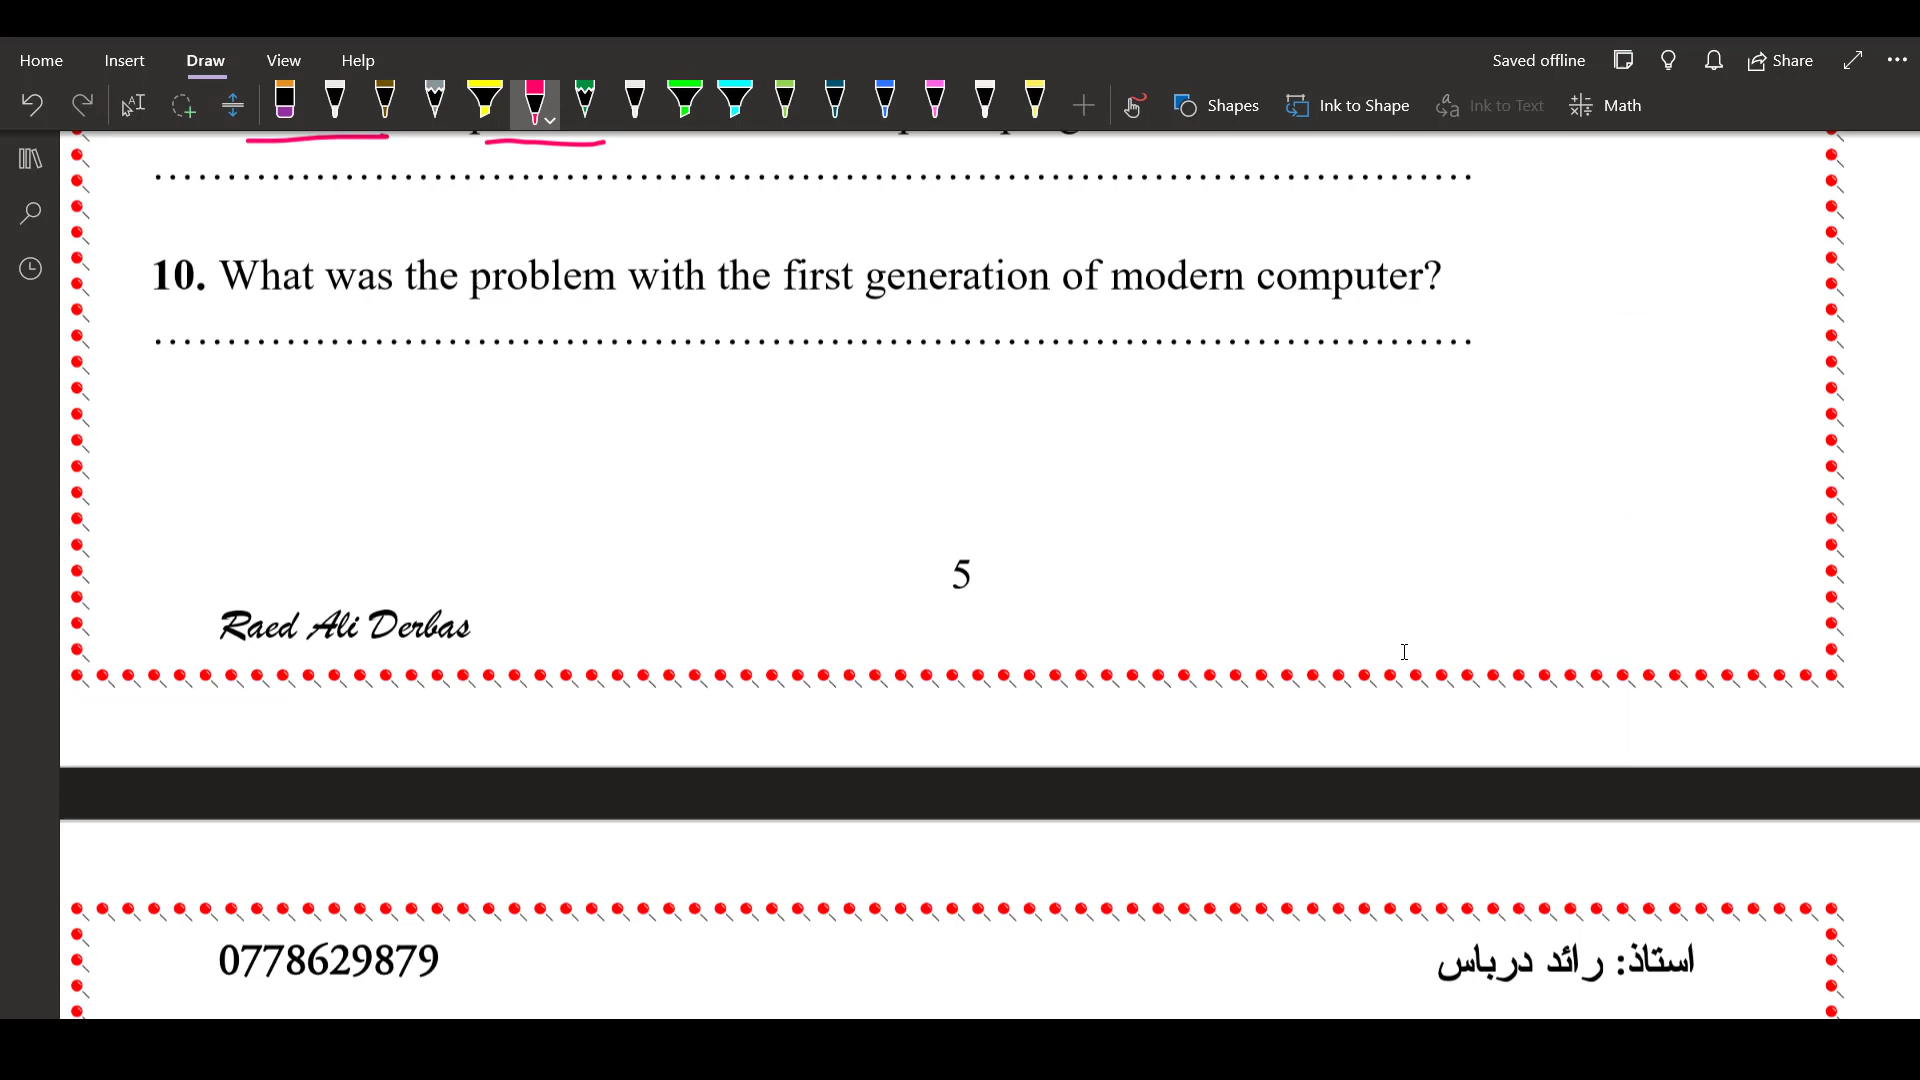 Home Insert Draw View Help Saved offline Share
Shapes Ink to Shape Ink to Text Math
10. What was the problem with the first generation of modern computer?
5
Raed Ali Derbas
0778629879 استاذ: رائد درباس